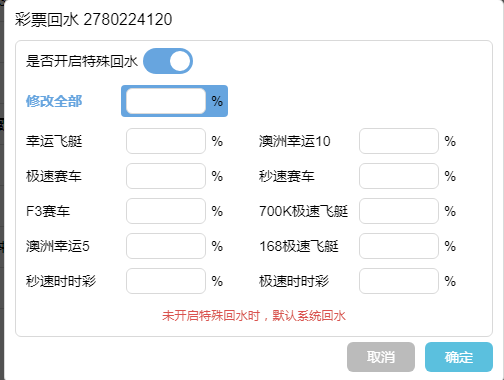 彩票回水 2780224120
是否开启特殊回水
修改全部 %
幸运飞艇 % 澳洲幸运10 %
极速赛车 % 秒速赛车 %
F3赛车 % 700K极速飞艇 %
澳洲幸运5 % 168极速飞艇 %
秒速时时彩 % 极速时时彩 %
未开启特殊回水时，默认系统回水
取消 确定